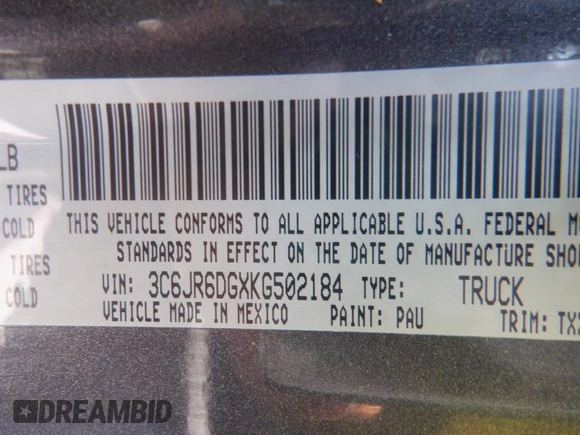 LB
TIRES
COLD
TIRES
COLD
THIS VEHICLE CONFORMS TO ALL APPLICABLE U.S.A. FEDERAL
STANDARDS IN EFFECT ON THE DATE OF MANUFACTURE
VIN: 3C6JR6DGXKG502184 TYPE: TRUCK
VEHICLE MADE IN MEXICO PAINT: PAU TRIM:
DREAMBID